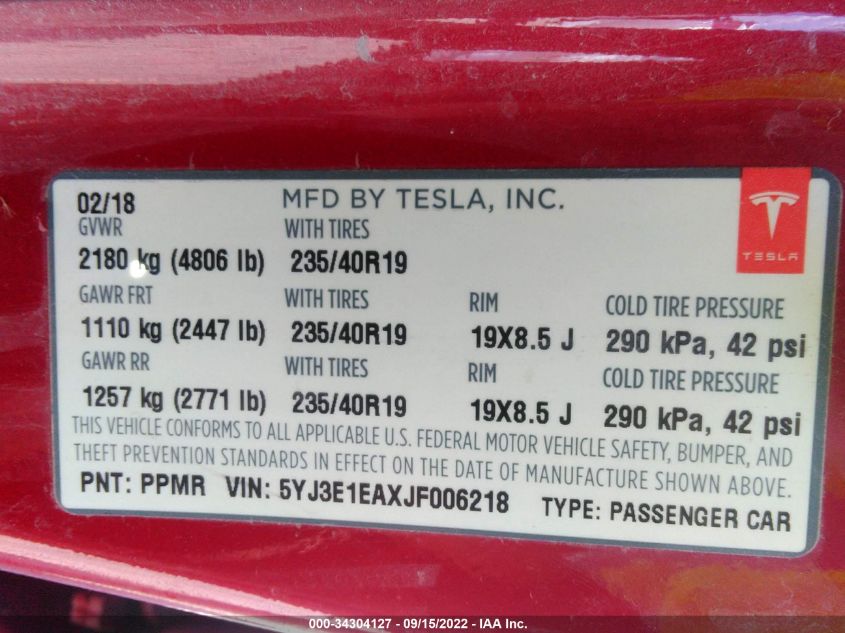 02/18 MFD BY TESLA, INC.
GVWR WITH TIRES
2180 kg (4806 lb) 235/40R19
TESLA
GAWR FRT WITH TIRES RIM COLD TIRE PRESSURE
1110 kg (2447 lb) 235/40R19 19X8.5 J 290 kPa, 42 psi
GAWR RR WITH TIRES RIM COLD TIRE PRESSURE
1257 kg (2771 lb) 235/40R19 19X8.5 J 290 kPa, 42 psi
THIS VEHICLE CONFORMS TO ALL APPLICABLE U.S. FEDERAL MOTOR VEHICLE SAFETY, BUMPER, AND
THEFT PREVENTION STANDARDS IN EFFECT ON THE DATE OF MANUFACTURE SHOWN ABOVE.
PNT: PPMR VIN: 5YJ3E1EAXJF006218 TYPE: PASSENGER CAR
000-34304127 - 09/15/2022 - IAA Inc.